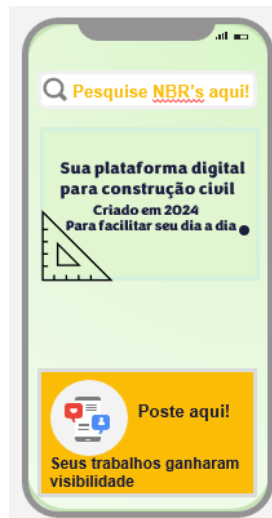 Pesquise NBR's aqui!
Sua plataforma digital
para construção civil
Criado em 2024
Para facilitar seu dia a dia
Poste aqui!
Seus trabalhos ganharam
visibilidade